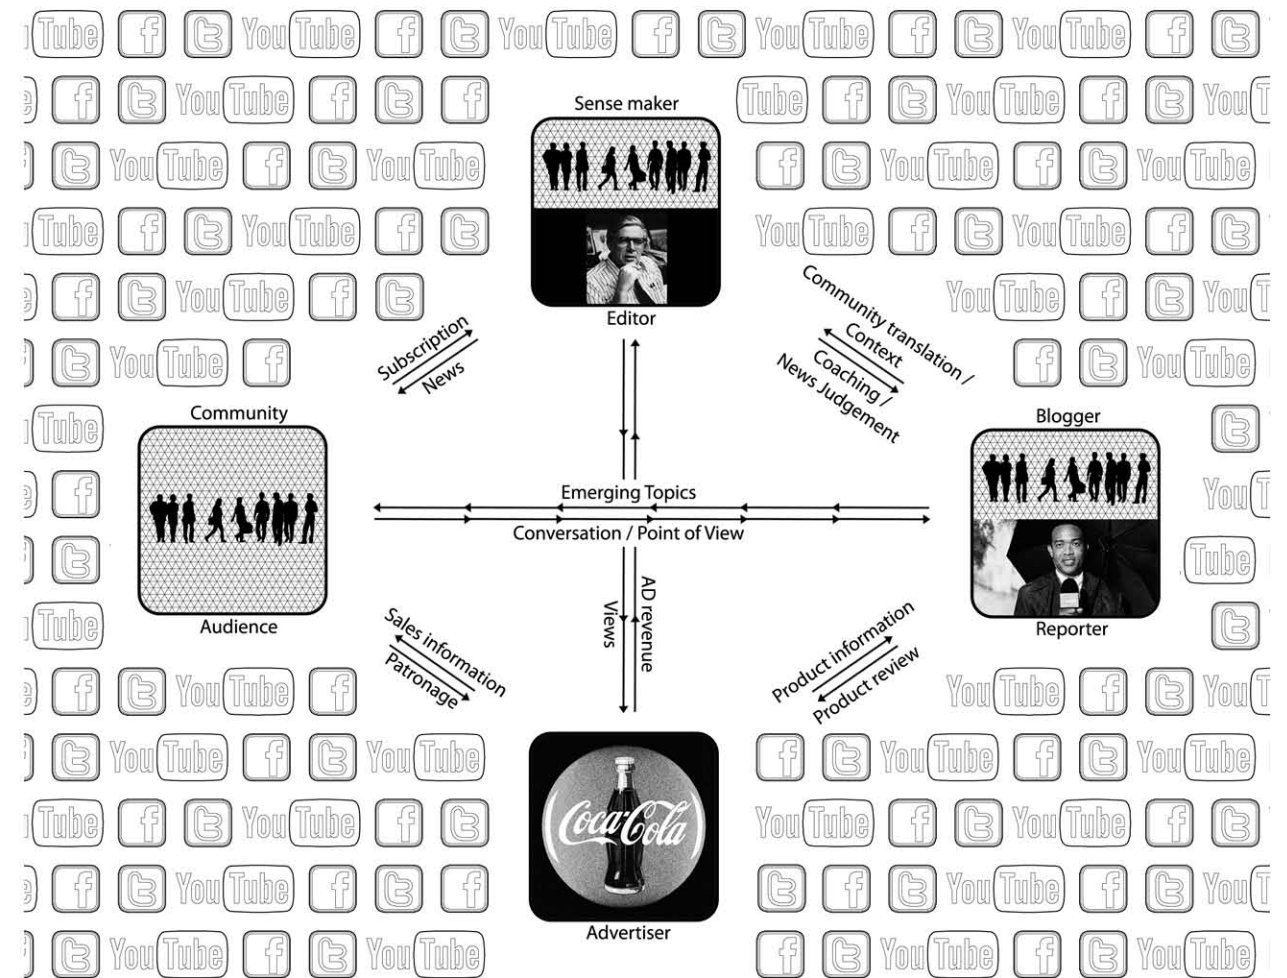 Sense maker
Editor
Subscription
News
Community translation /
Context
Coaching /
News Judgement
Community
Audience
Blogger
Reporter
Emerging Topics
Conversation / Point of View
AD revenue
Views
Sales information
Patronage
Product information
Product review
Coca-Cola
Advertiser
YouTube